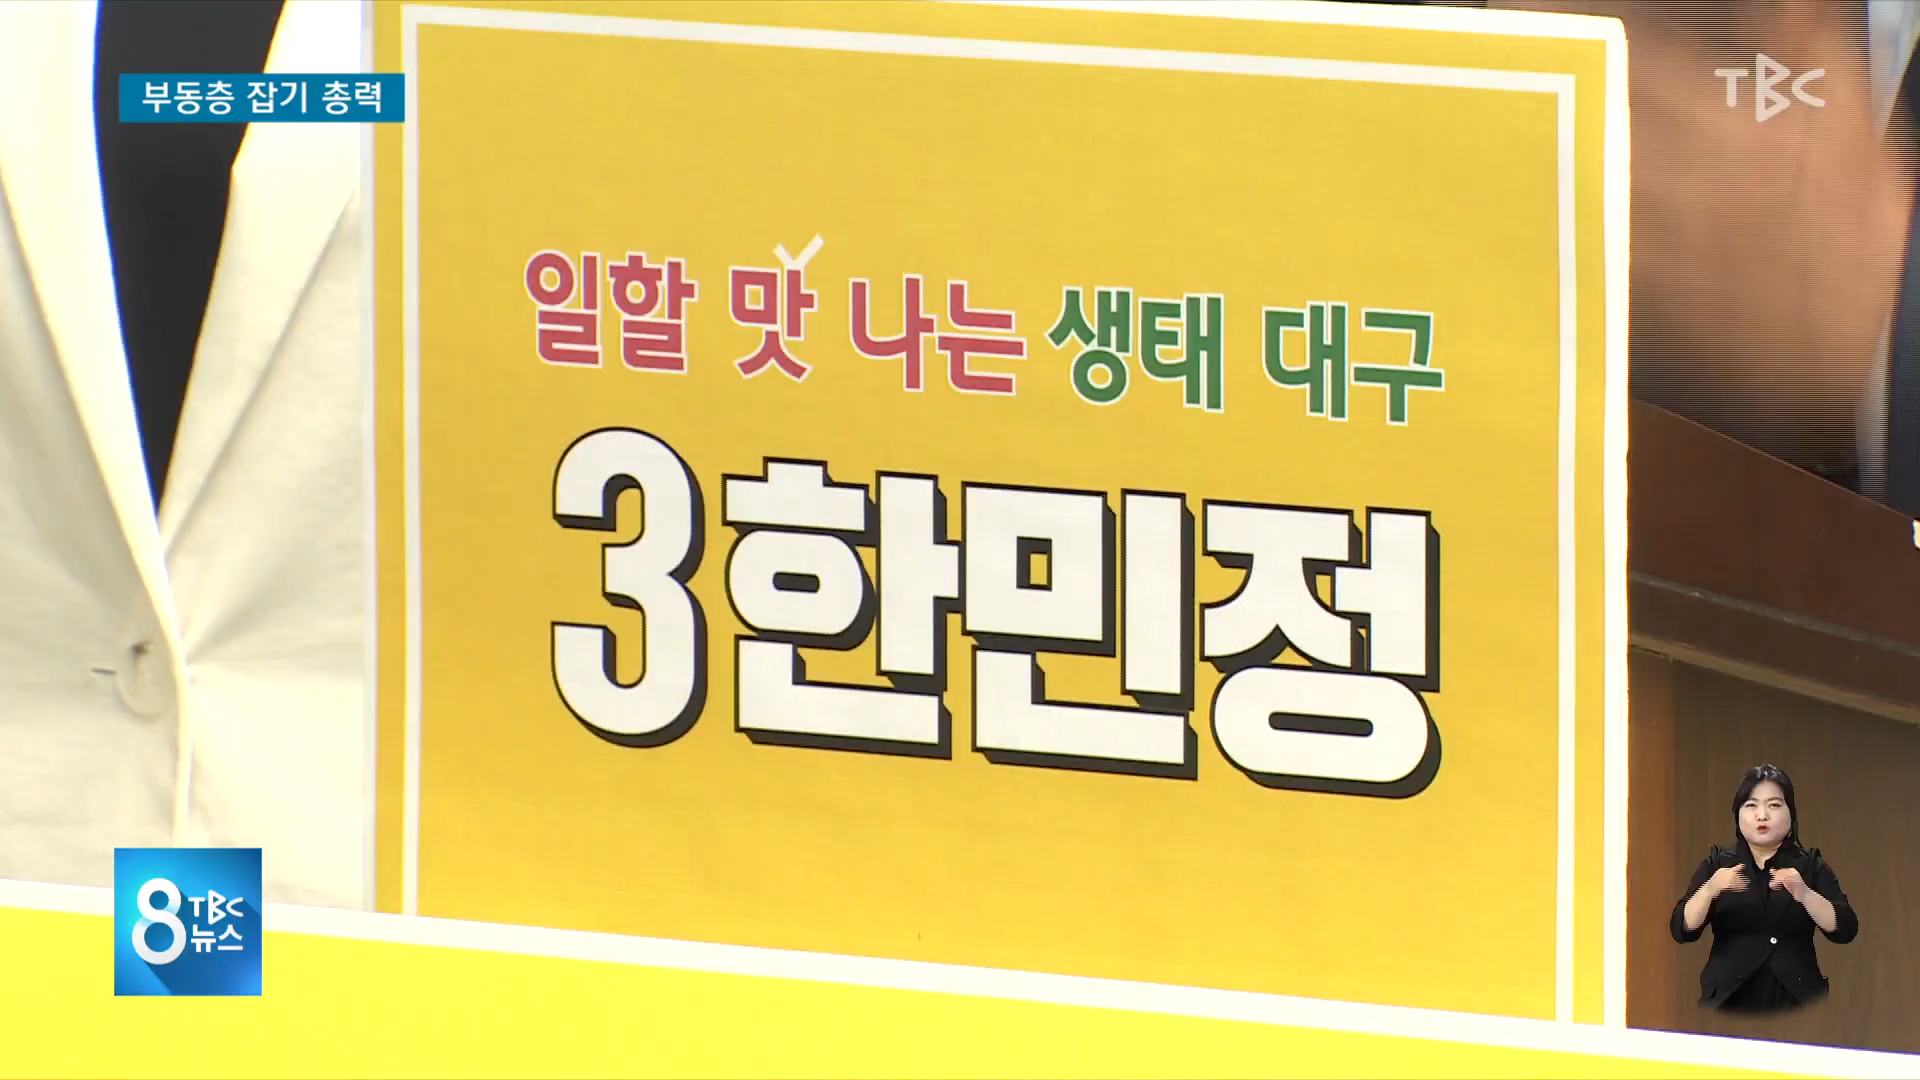 부동층 잡기 총력
TBC
일할 맛 나는 생태 대구
3 한민정
8 TBC
뉴스